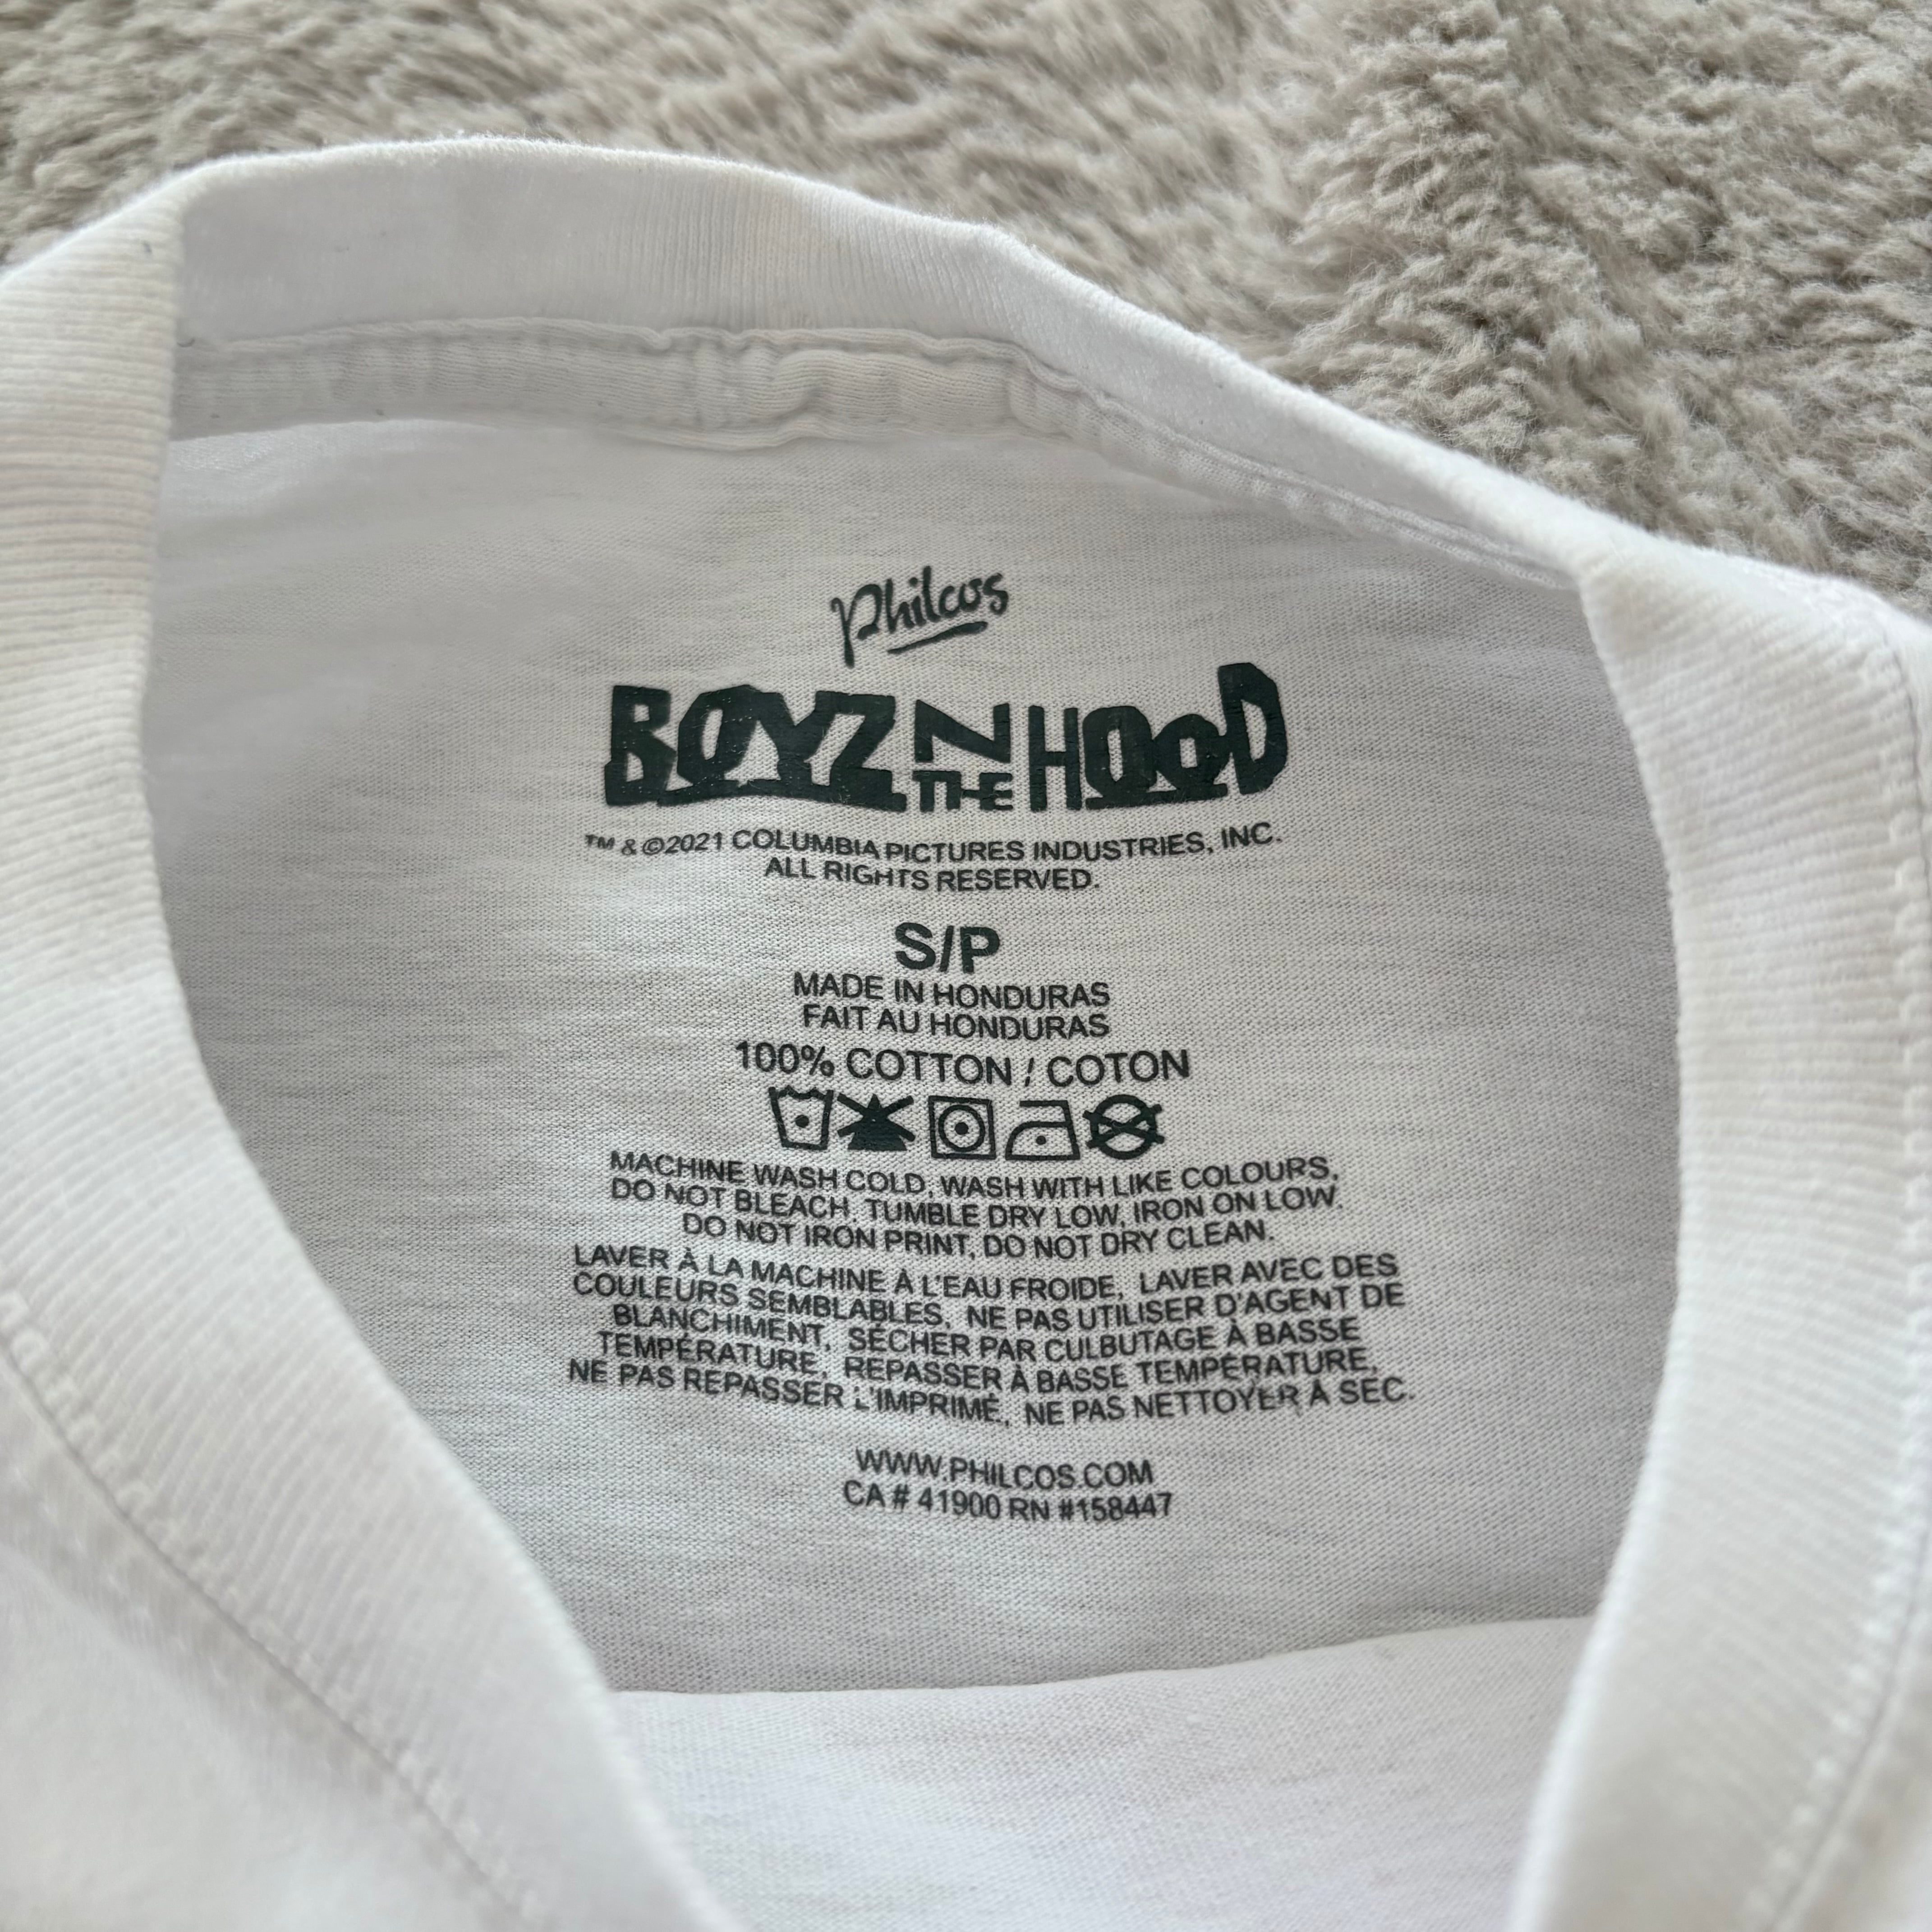 Philcos
BOYZ N THE HOOD
™ & ©2021 COLUMBIA PICTURES INDUSTRIES, INC.
ALL RIGHTS RESERVED.
S/P
MADE IN HONDURAS
FAIT AU HONDURAS
100% COTTON / COTON
MACHINE WASH COLD, WASH WITH LIKE COLOURS,
DO NOT BLEACH, TUMBLE DRY LOW, IRON ON LOW,
DO NOT IRON PRINT, DO NOT DRY CLEAN.
LAVER À LA MACHINE À L'EAU FROIDE, LAVER AVEC DES
COULEURS SEMBLABLES, NE PAS UTILISER D'AGENT DE
BLANCHIMENT, SÉCHER PAR CULBUTAGE À BASSE
TEMPÉRATURE, REPASSER À BASSE TEMPÉRATURE,
NE PAS REPASSER L'IMPRIMÉ, NE PAS NETTOYER À SEC.
WWW.PHILCOS.COM
CA # 41900 RN #158447